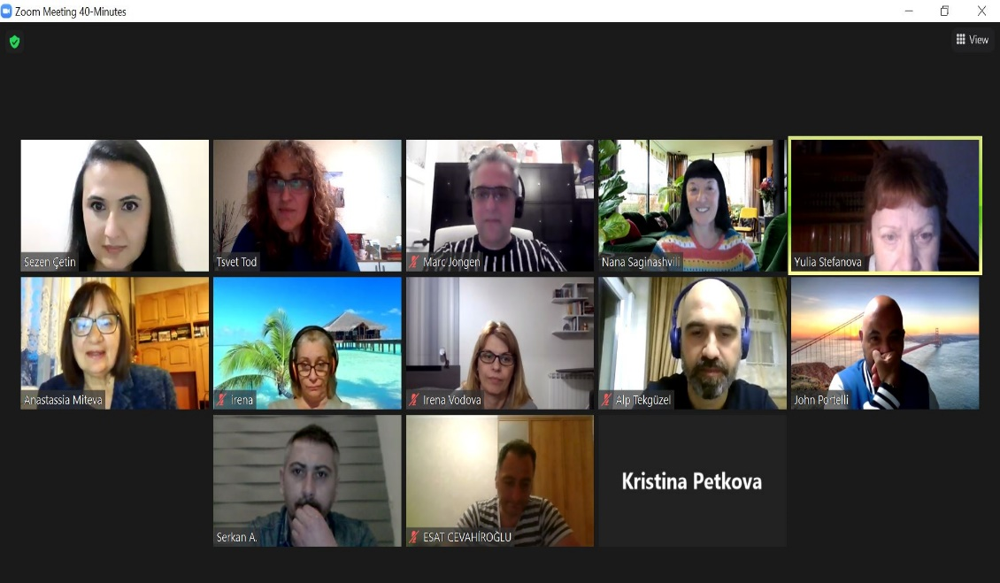 Zoom Meeting 40-Minutes
View
Sezen Çetin
Tsvet Tod
Marc Jongen
Nana Saginashvili
Yulia Stefanova
Anastassia Miteva
irena
Irena Vodova
Alp Tekgüzel
John Portelli
Serkan A.
ESAT CEVAHİROĞLU
Kristina Petkova